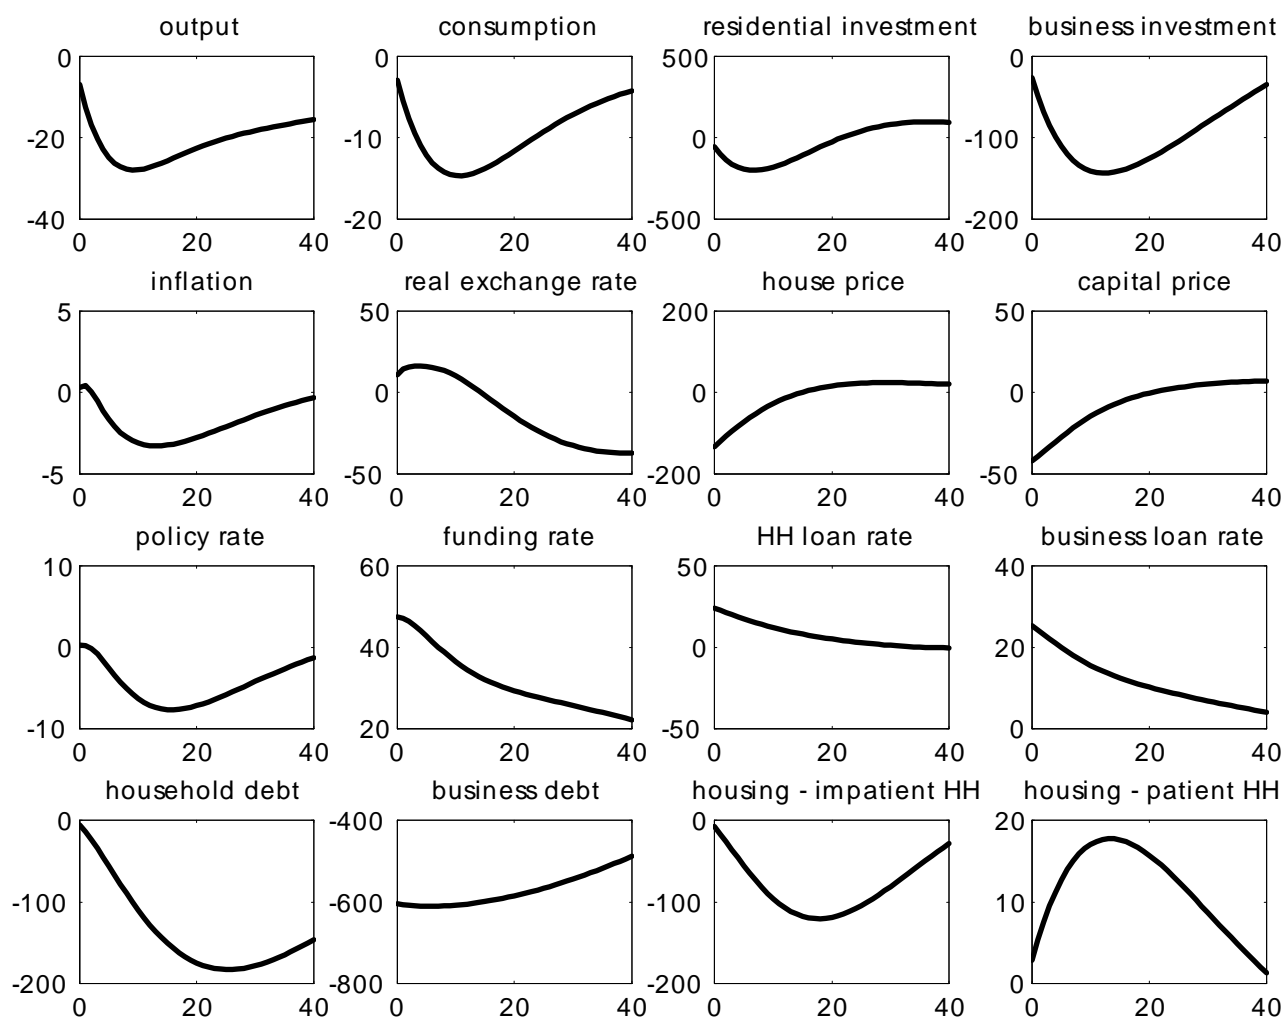 output consumption residential investment business investment
0 0 500 0
-20 -10 0 -100
-40 -20 -500 -200
0 20 40 0 20 40 0 20 40 0 20 40
inflation real exchange rate house price capital price
5 50 200 50
0 0 0 0
-5 -50 -200 -50
0 20 40 0 20 40 0 20 40 0 20 40
policy rate funding rate HH loan rate business loan rate
10 60 50 40
0 40 0 20
-10 20 -50 0
0 20 40 0 20 40 0 20 40 0 20 40
household debt business debt housing - impatient HH housing - patient HH
0 -400 0 20
-100 -600 -100 10
-200 -800 -200 0
0 20 40 0 20 40 0 20 40 0 20 40